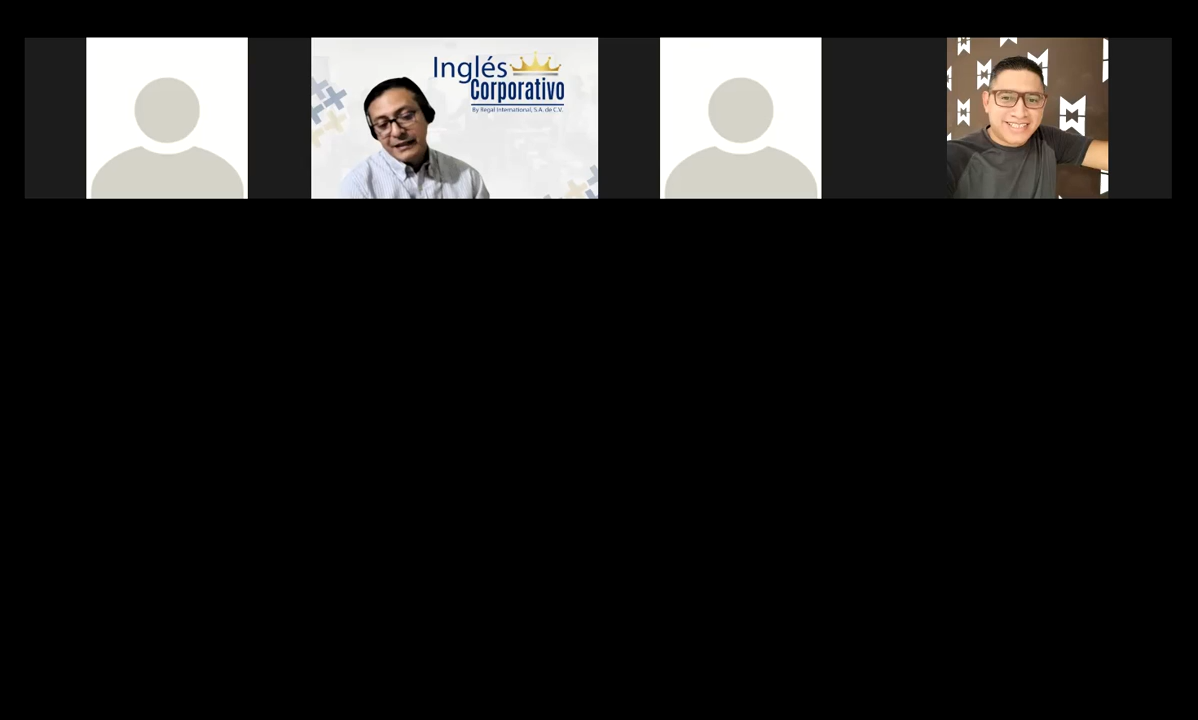 Inglés
Corporativo
By Regal International, S.A. de C.V.